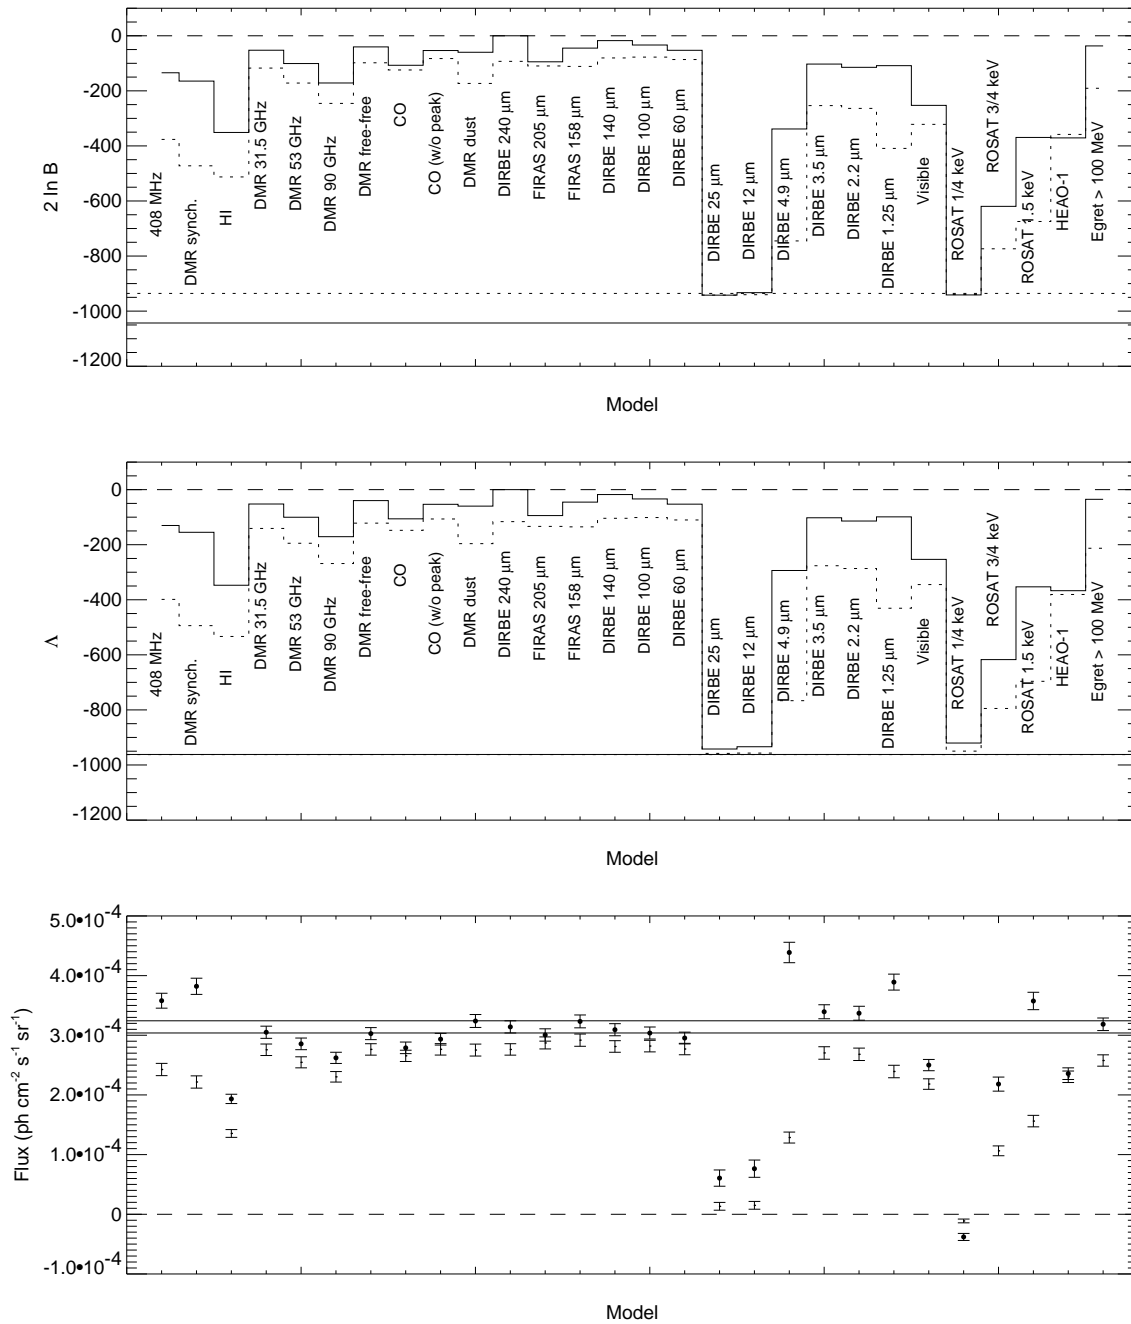 0
-200
-400
-600
-800
-1000
-1200
2 ln B
408 MHz
DMR synch.
HI
DMR 31.5 GHz
DMR 53 GHz
DMR 90 GHz
DMR free-free
CO
CO (w/o peak)
DMR dust
DIRBE 240 μm
FIRAS 205 μm
FIRAS 158 μm
DIRBE 140 μm
DIRBE 100 μm
DIRBE 60 μm
DIRBE 25 μm
DIRBE 12 μm
DIRBE 4.9 μm
DIRBE 3.5 μm
DIRBE 2.2 μm
DIRBE 1.25 μm
Visible
ROSAT 1/4 keV
ROSAT 3/4 keV
ROSAT 1.5 keV
HEAO-1
Egret > 100 MeV
Model
0
-200
-400
-600
-800
-1000
-1200
Λ
408 MHz
DMR synch.
HI
DMR 31.5 GHz
DMR 53 GHz
DMR 90 GHz
DMR free-free
CO
CO (w/o peak)
DMR dust
DIRBE 240 μm
FIRAS 205 μm
FIRAS 158 μm
DIRBE 140 μm
DIRBE 100 μm
DIRBE 60 μm
DIRBE 25 μm
DIRBE 12 μm
DIRBE 4.9 μm
DIRBE 3.5 μm
DIRBE 2.2 μm
DIRBE 1.25 μm
Visible
ROSAT 1/4 keV
ROSAT 3/4 keV
ROSAT 1.5 keV
HEAO-1
Egret > 100 MeV
Model
5.0•10⁻⁴
4.0•10⁻⁴
3.0•10⁻⁴
2.0•10⁻⁴
1.0•10⁻⁴
0
-1.0•10⁻⁴
Flux (ph cm⁻² s⁻¹ sr⁻¹)
Model